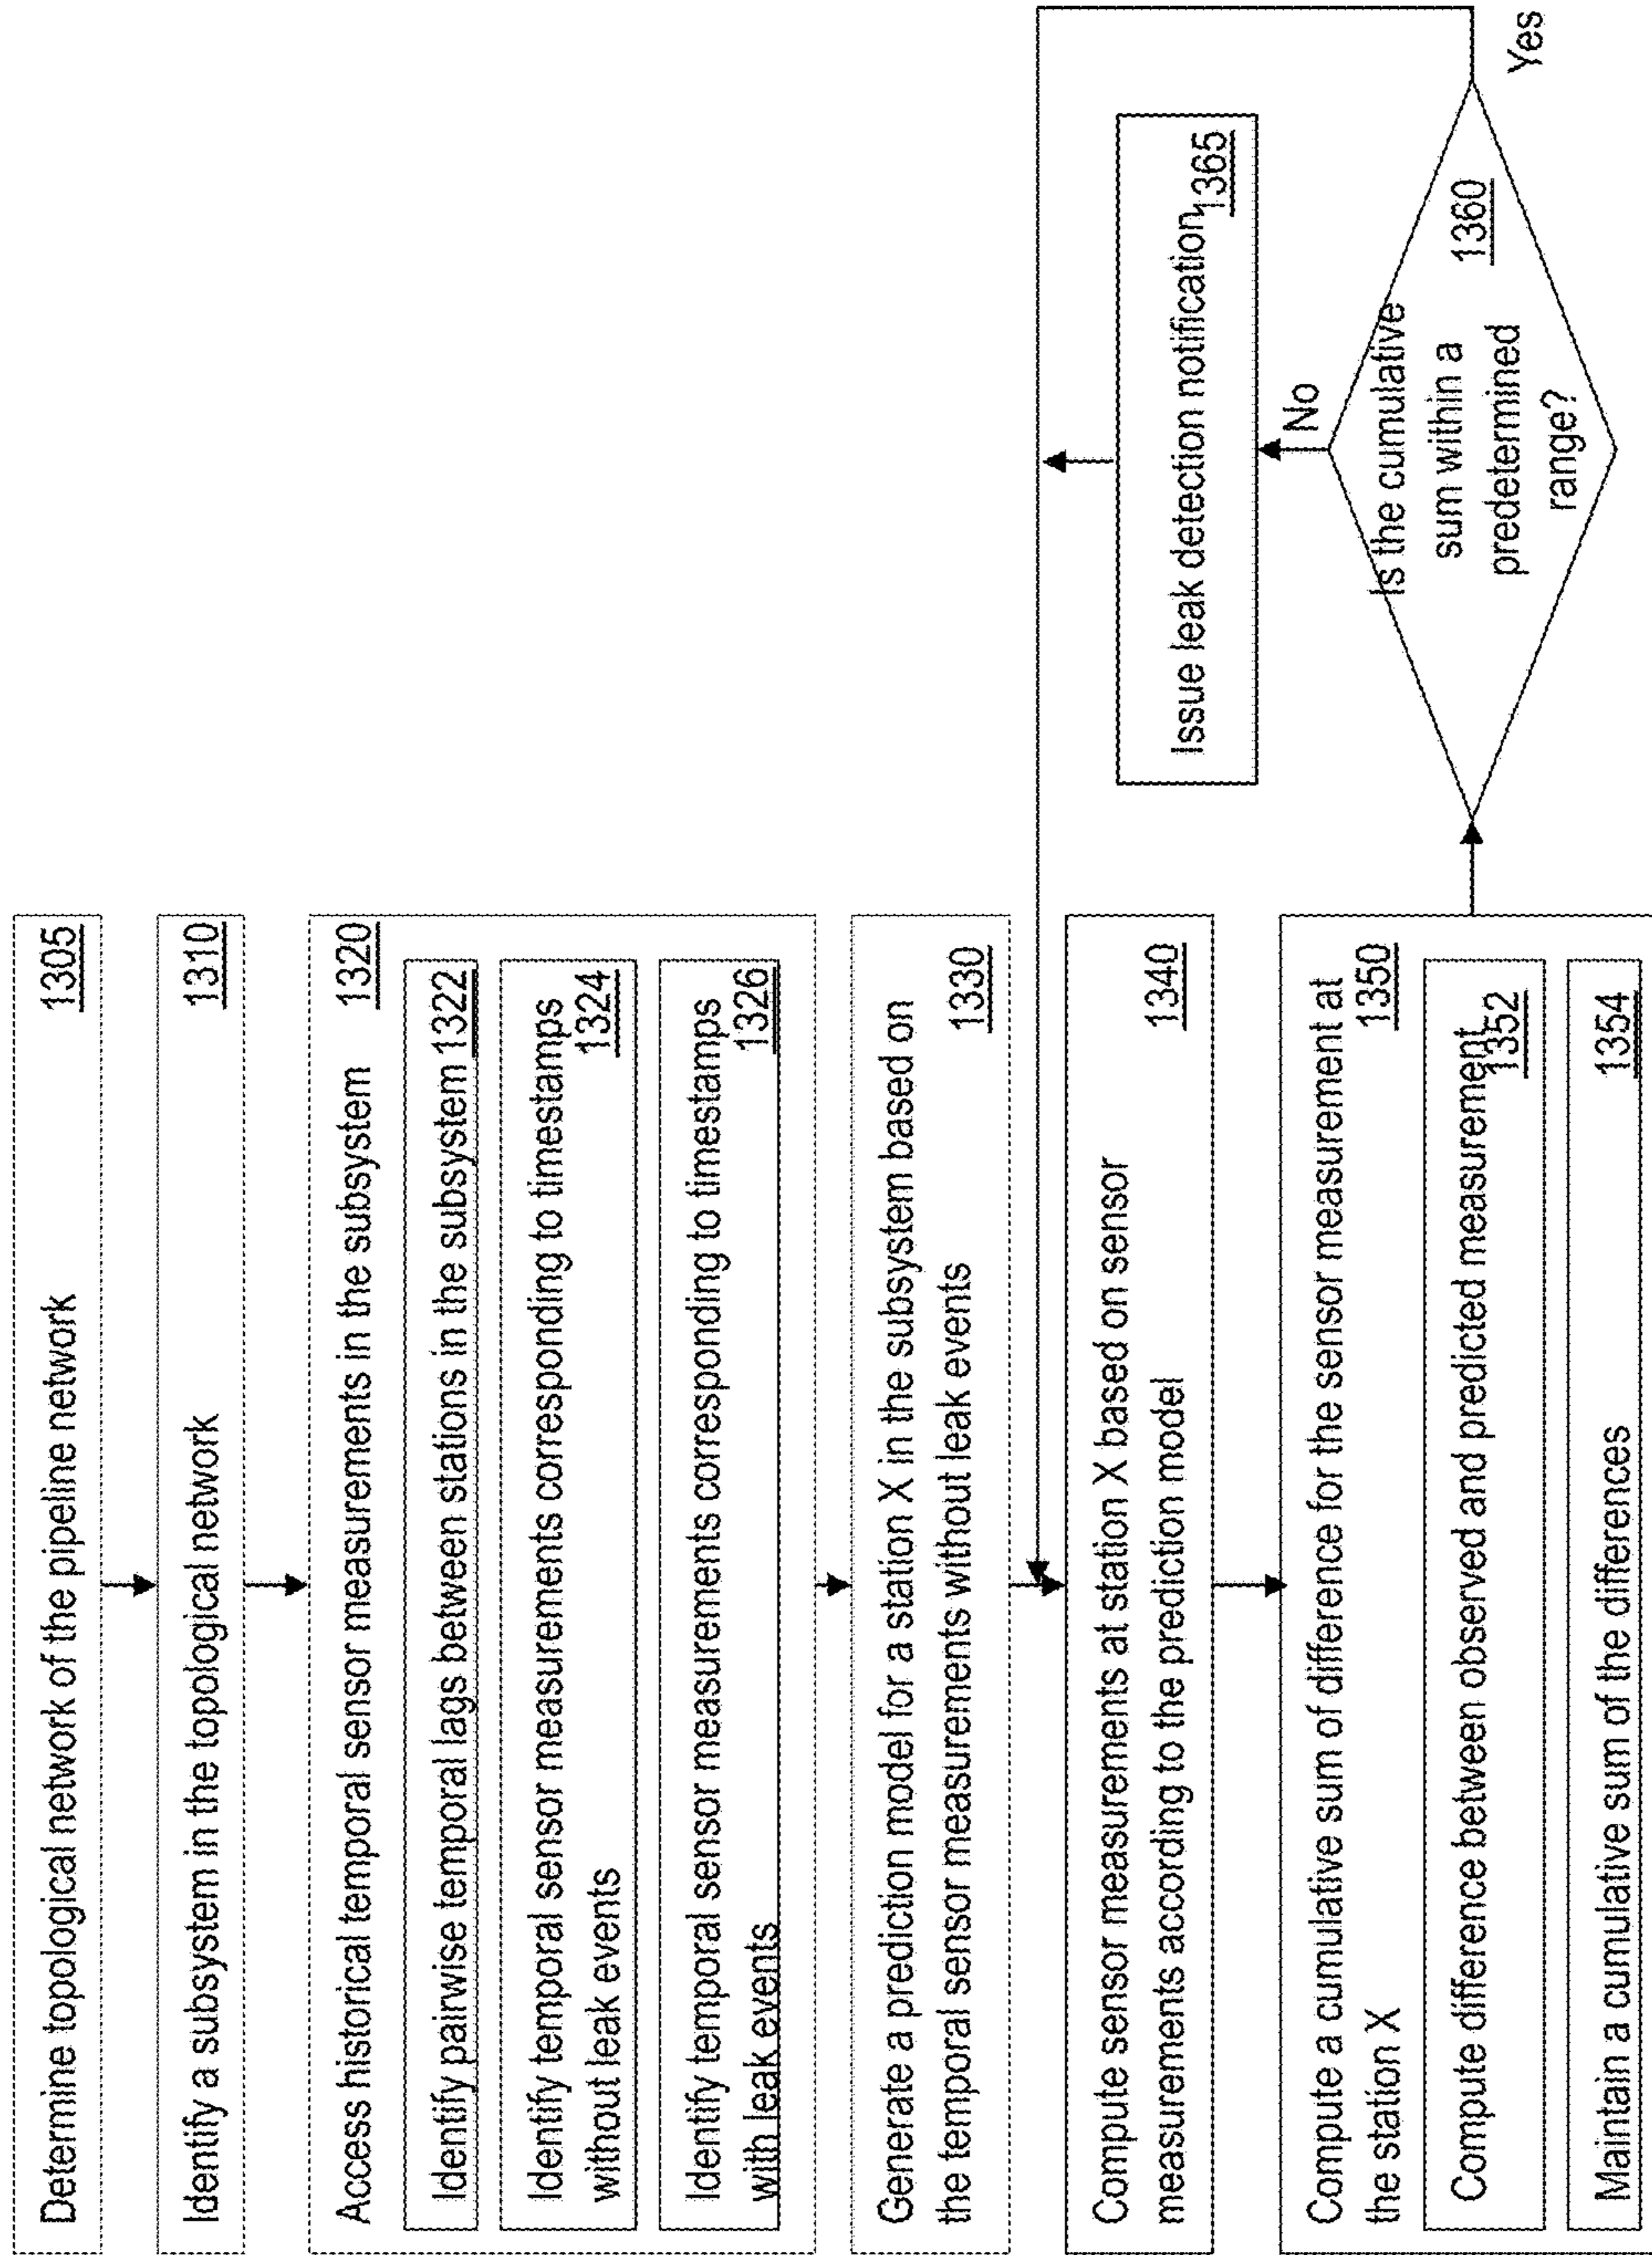 Determine topological network of the pipeline network 1305
Identify a subsystem in the topological network 1310
Access historical temporal sensor measurements in the subsystem 1320
Identify pairwise temporal lags between stations in the subsystem 1322
Identify temporal sensor measurements corresponding to timestamps
without leak events 1324
Identify temporal sensor measurements corresponding to timestamps
with leak events 1326
Generate a prediction model for a station X in the subsystem based on
the temporal sensor measurements without leak events 1330
Compute sensor measurements at station X based on sensor
measurements according to the prediction model 1340
Compute a cumulative sum of difference for the sensor measurement at
the station X 1350
Compute difference between observed and predicted measurement
1352
Maintain a cumulative sum of the differences 1354
Issue leak detection notification
1365
No
Is the cumulative
sum within a 1360
predetermined
range?
Yes